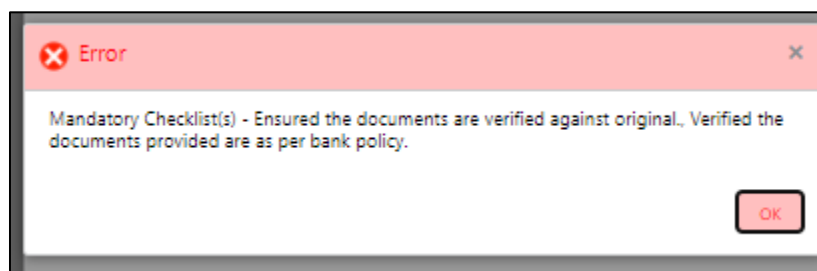 Error
Mandatory Checklist(s) - Ensured the documents are verified against original., Verified the
documents provided are as per bank policy.
OK